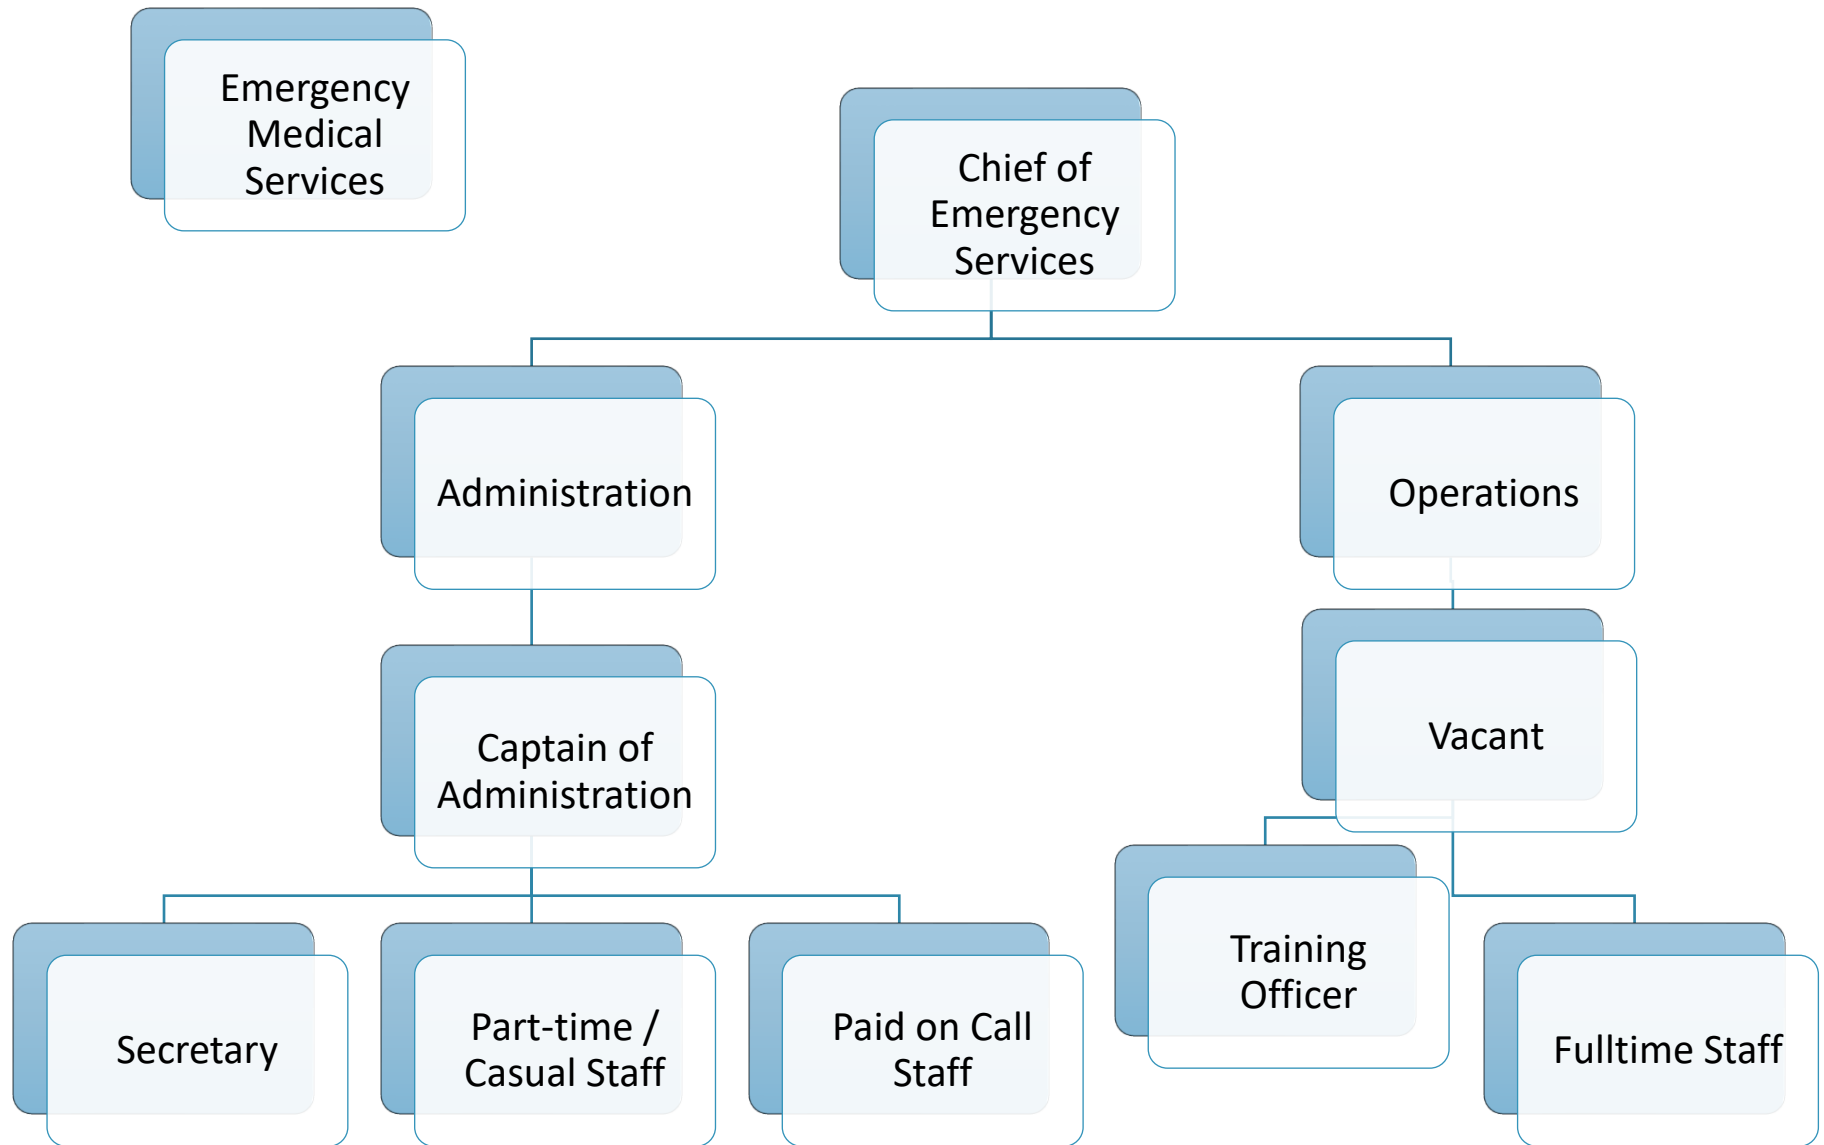 Emergency
Medical
Services
Chief of
Emergency
Services
Administration
Operations
Captain of
Administration
Vacant
Secretary
Part-time /
Casual Staff
Paid on Call
Staff
Training
Officer
Fulltime Staff